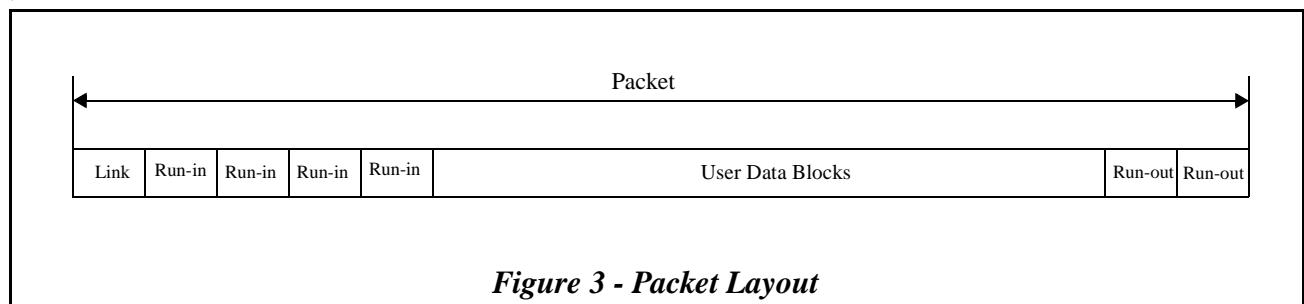 Packet
Link Run-in Run-in Run-in Run-in User Data Blocks Run-out Run-out
Figure 3 - Packet Layout